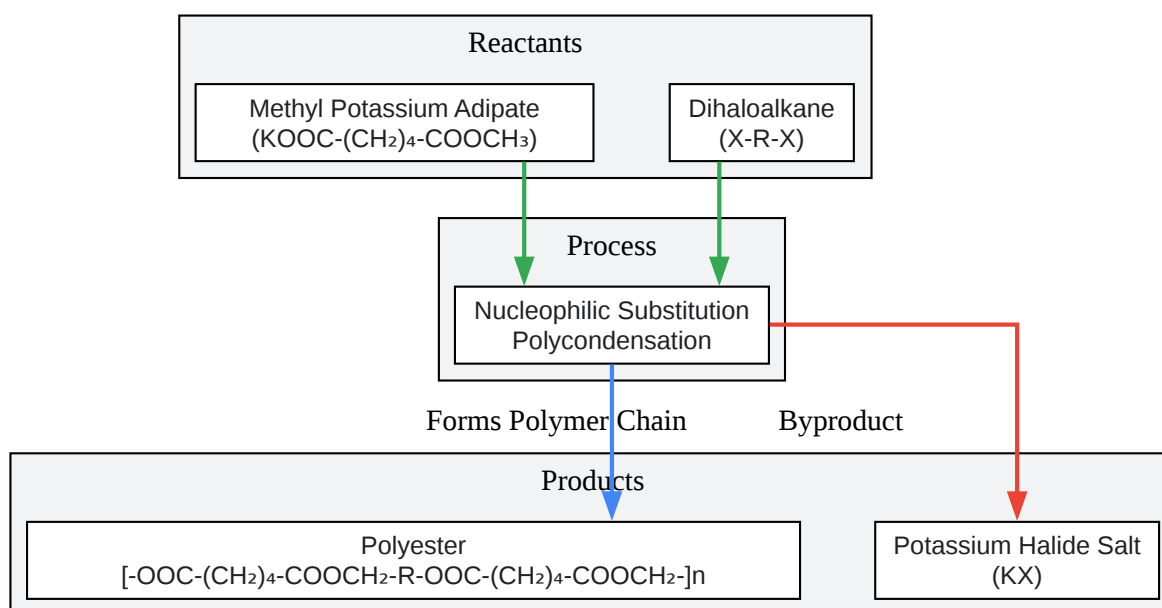 Reactants
Methyl Potassium Adipate
(KOOC-(CH₂)₄-COOCH₃)
Dihaloalkane
(X-R-X)
Process
Nucleophilic Substitution
Polycondensation
Forms Polymer Chain
Byproduct
Products
Polyester
[-OOC-(CH₂)₄-COOCH₂-R-OOC-(CH₂)₄-COOCH₂-]n
Potassium Halide Salt
(KX)